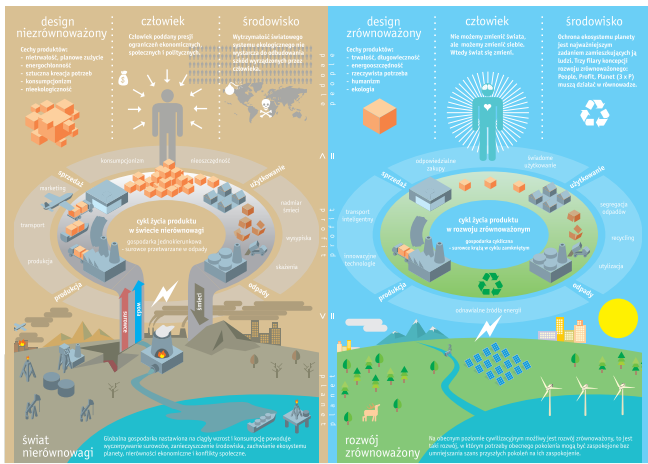 design
niezrównoważony
Cechy produktów:
- nietrwałość, planowe zużycie
- energochłonność
- sztuczna kreacja potrzeb
- konsumpcjonizm
- nieekologiczność
człowiek
Człowiek poddany presji
ograniczeń ekonomicznych
społecznych i politycznych.
środowisko
Wytrzymałość światowego
systemu ekologicznego nie
wystarcza do odbudowania
szkód wyrządzonych przez
człowieka.
people
konsumpcjonizm
nieoszczędność
sprzedaż
użytkowanie
marketing
nadmiar
śmieci
transport
wysypiska
produkcja
skażenia
produkcja
odpady
cykl życia produktu
w świecie nierównowagi
gospodarka jednokierunkowa
- surowce przetwarzane w odpady
surowce
woda
śmieci
profit
planet
świat
nierównowagi
Globalna gospodarka nastawiona na ciągły wzrost i konsumpcję powoduje
wyczerpywanie surowców, zanieczyszczenie środowiska, zachwianie ekosystemu
planety, nierówności ekonomiczne i konflikty społeczne.
design
zrównoważony
Cechy produktów:
- trwałość, długowieczność
- energooszczędność
- rzeczywista potrzeba
- humanizm
- ekologia
człowiek
Nie możemy zmienić świata,
ale możemy zmienić siebie.
Wtedy świat się zmieni.
środowisko
Ochrona ekosystemu planety
jest najważniejszym
zadaniem zamieszkujących ją
ludzi. Trzy filary koncepcji
rozwoju zrównoważonego:
People, Profit, Planet (3 x P)
muszą działać w równowadze.
people
odpowiedzialne
zakupy
świadome
użytkowanie
sprzedaż
użytkowanie
transport
inteligentny
segregacja
odpadów
recycling
innowacyjne
technologie
utylizacja
produkcja
odpady
cykl życia produktu
w rozwoju zrównoważonym
gospodarka cykliczna
- surowce krążą w cyklu zamkniętym
odnawialne źródła energii
profit
planet
rozwój
zrównoważony
Na obecnym poziomie cywilizacyjnym możliwy jest rozwój zrównoważony, to jest
taki rozwój, w którym potrzeby obecnego pokolenia mogą być zaspokojone bez
umniejszania szans przyszłych pokoleń na ich zaspokojenie.